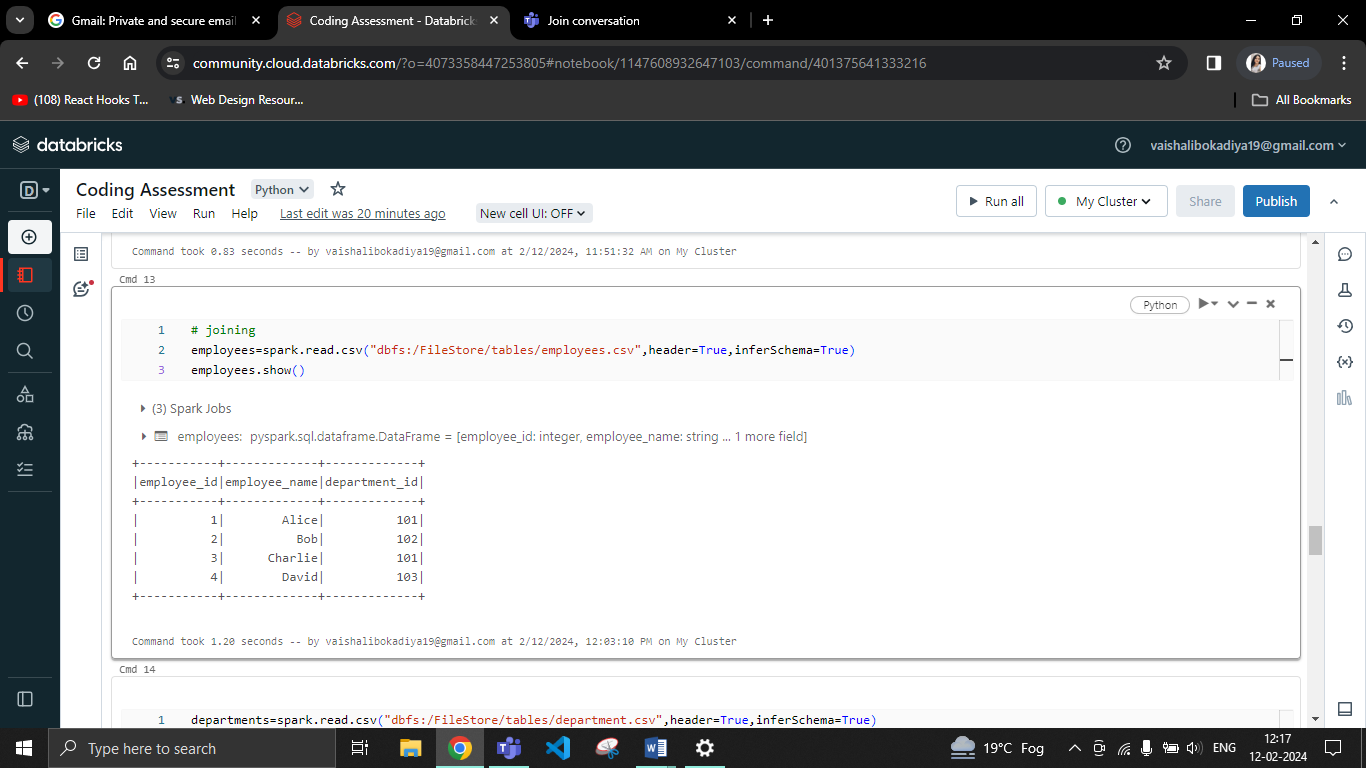 Gmail: Private and secure email
Coding Assessment - Databricks
Join conversation
community.cloud.databricks.com/?o=4073358447253805#notebook/1147608932647103/command/401375641333216
Paused
(108) React Hooks T...
VS
Web Design Resour...
All Bookmarks
databricks
vaishalibokadiya19@gmail.com
D
Coding Assessment
Python
Run all
My Cluster
Share
Publish
File
Edit
View
Run
Help
Last edit was 20 minutes ago
New cell UI: OFF
Command took 0.83 seconds -- by vaishalibokadiya19@gmail.com at 2/12/2024, 11:51:32 AM on My Cluster
Cmd 13
Python
1 # joining
2 employees=spark.read.csv("dbfs:/FileStore/tables/employees.csv",header=True,inferSchema=True)
3 employees.show()
(3) Spark Jobs
employees: pyspark.sql.dataframe.DataFrame = [employee_id: integer, employee_name: string ... 1 more field]
+-----------+-------------+-------------+
|employee_id|employee_name|department_id|
+-----------+-------------+-------------+
|          1|        Alice|          101|
|          2|          Bob|          102|
|          3|      Charlie|          101|
|          4|        David|          103|
+-----------+-------------+-------------+
Command took 1.20 seconds -- by vaishalibokadiya19@gmail.com at 2/12/2024, 12:03:10 PM on My Cluster
Cmd 14
1 departments=spark.read.csv("dbfs:/FileStore/tables/department.csv",header=True,inferSchema=True)
Type here to search
19°C Fog
ENG
12:17
12-02-2024